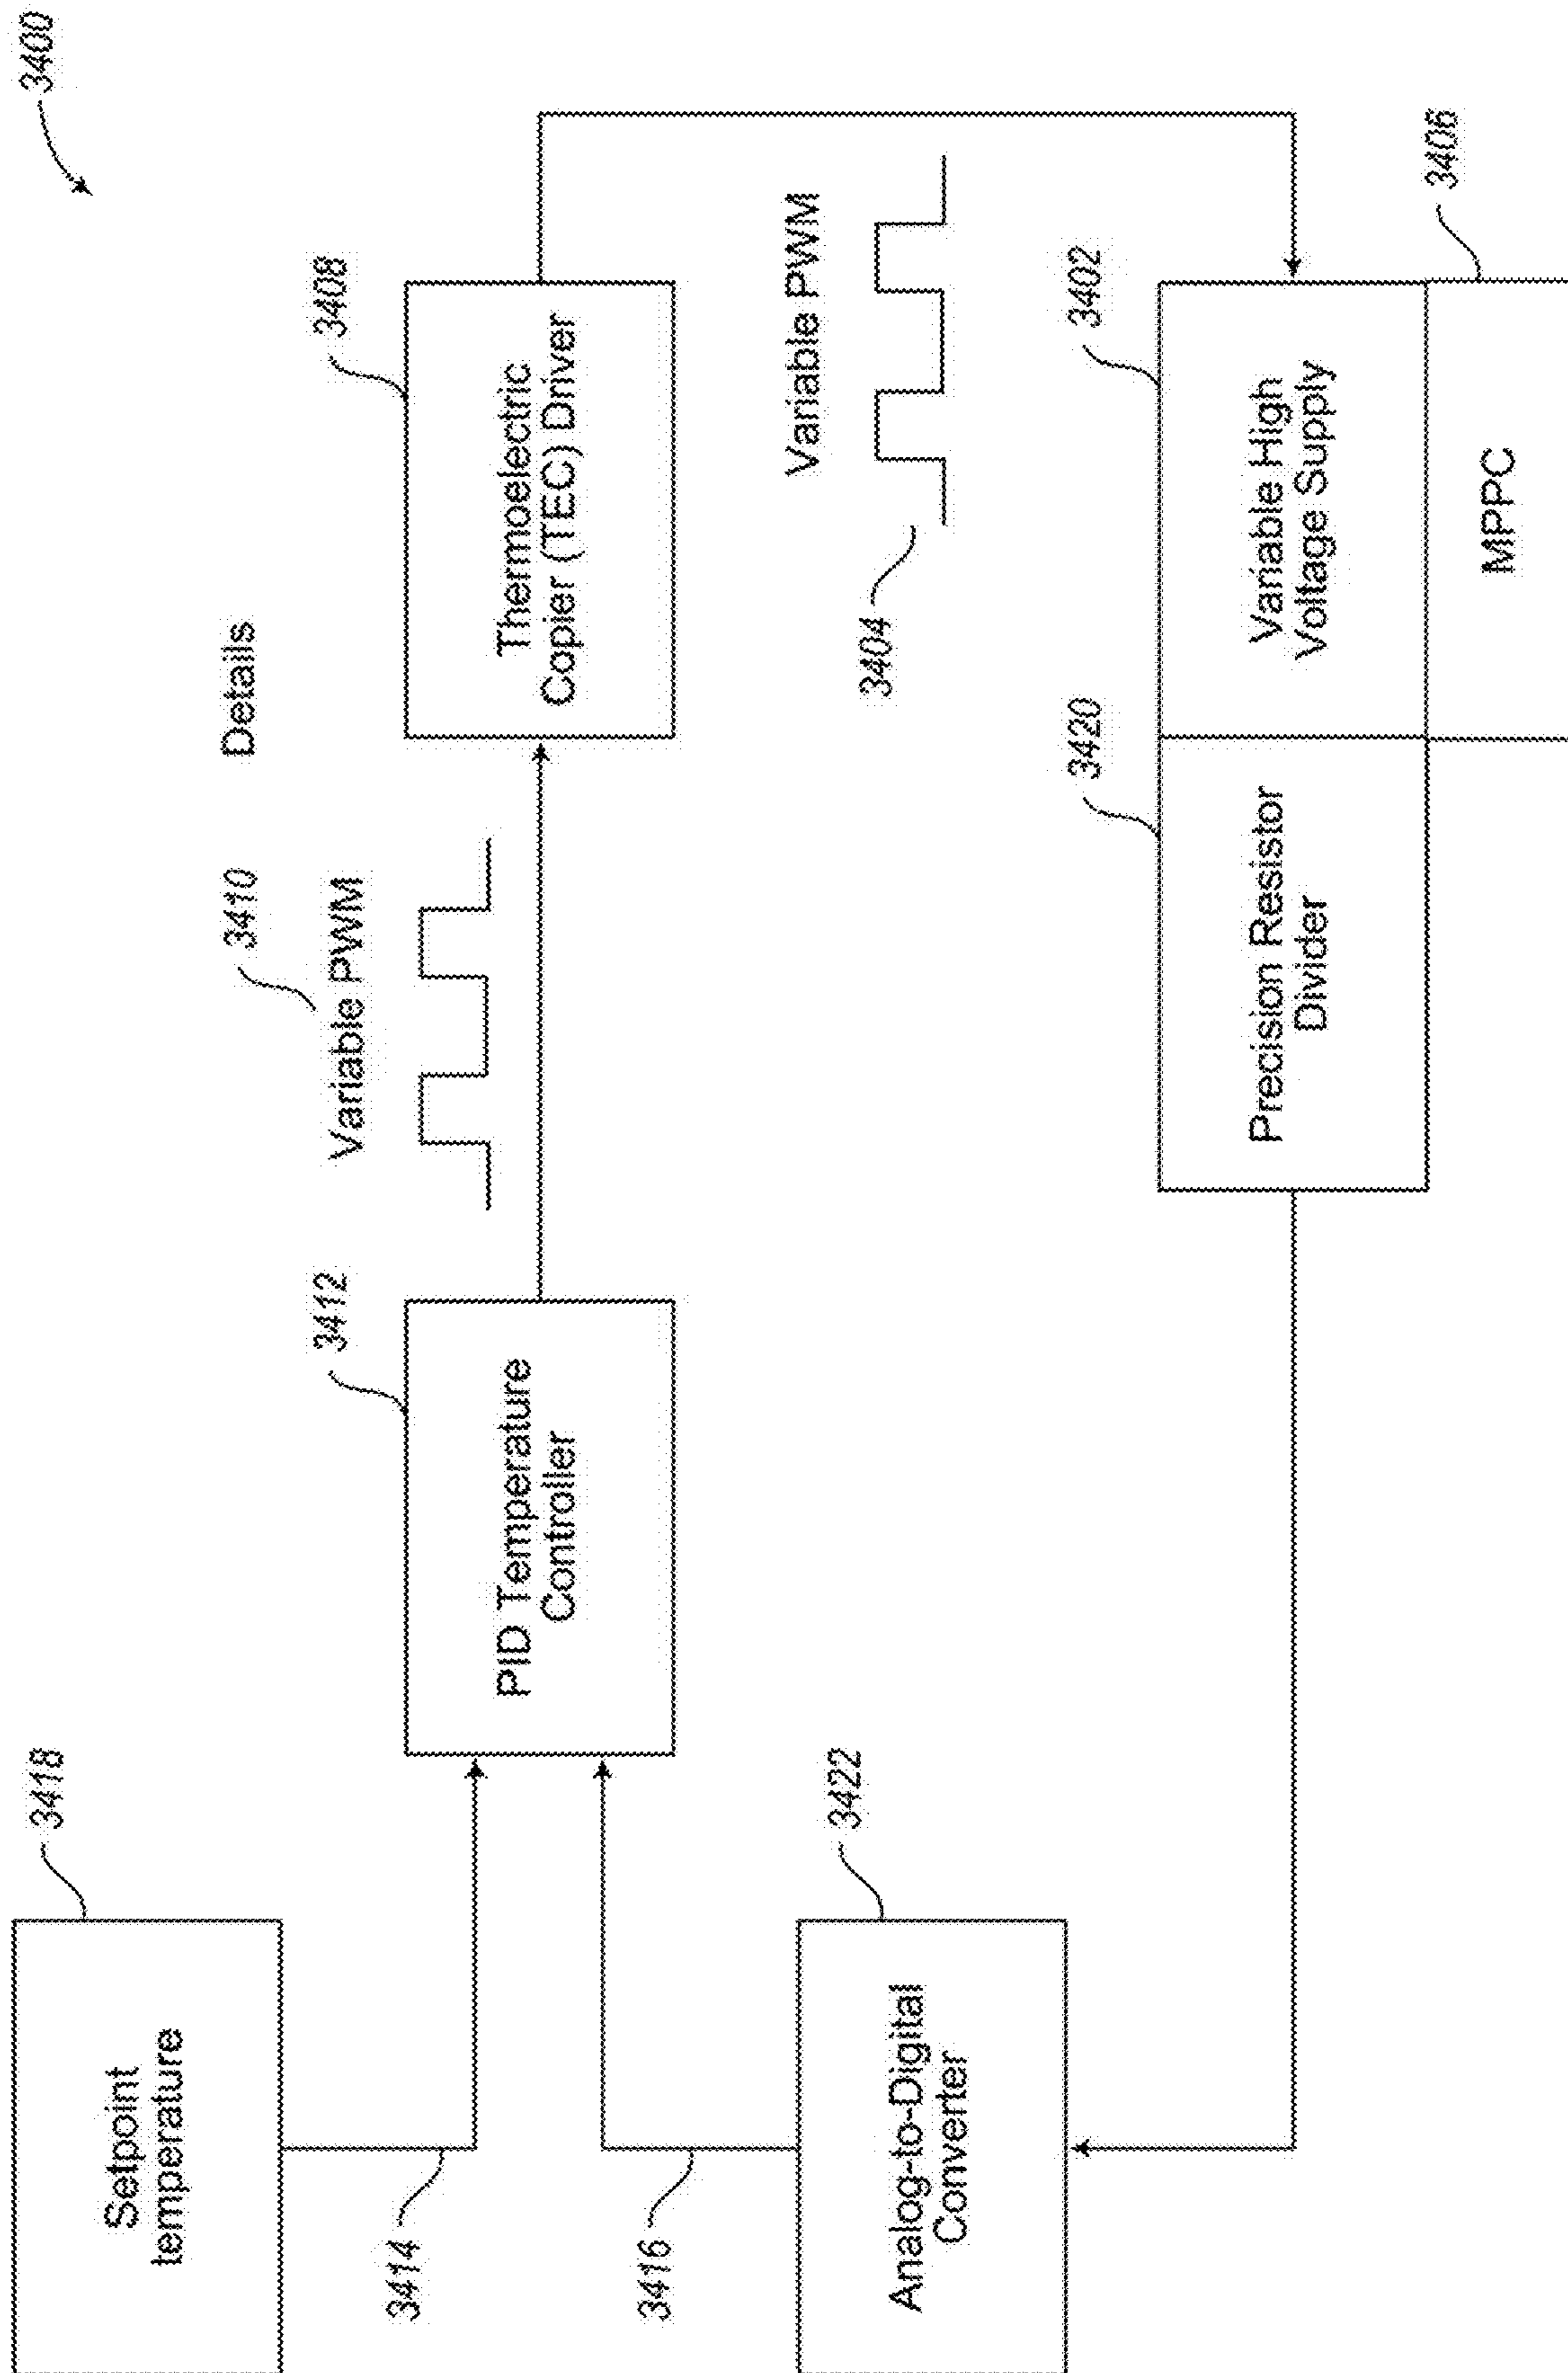 3400
Details
3418
Setpoint
temperature
3414
3412
PID Temperature
Controller
3410
Variable PWM
3408
Thermoelectric
Copier (TEC) Driver
3416
3422
Analog-to-Digital
Converter
3404
Variable PWM
3420
Precision Resistor
Divider
3402
Variable High
Voltage Supply
MPPC
3406